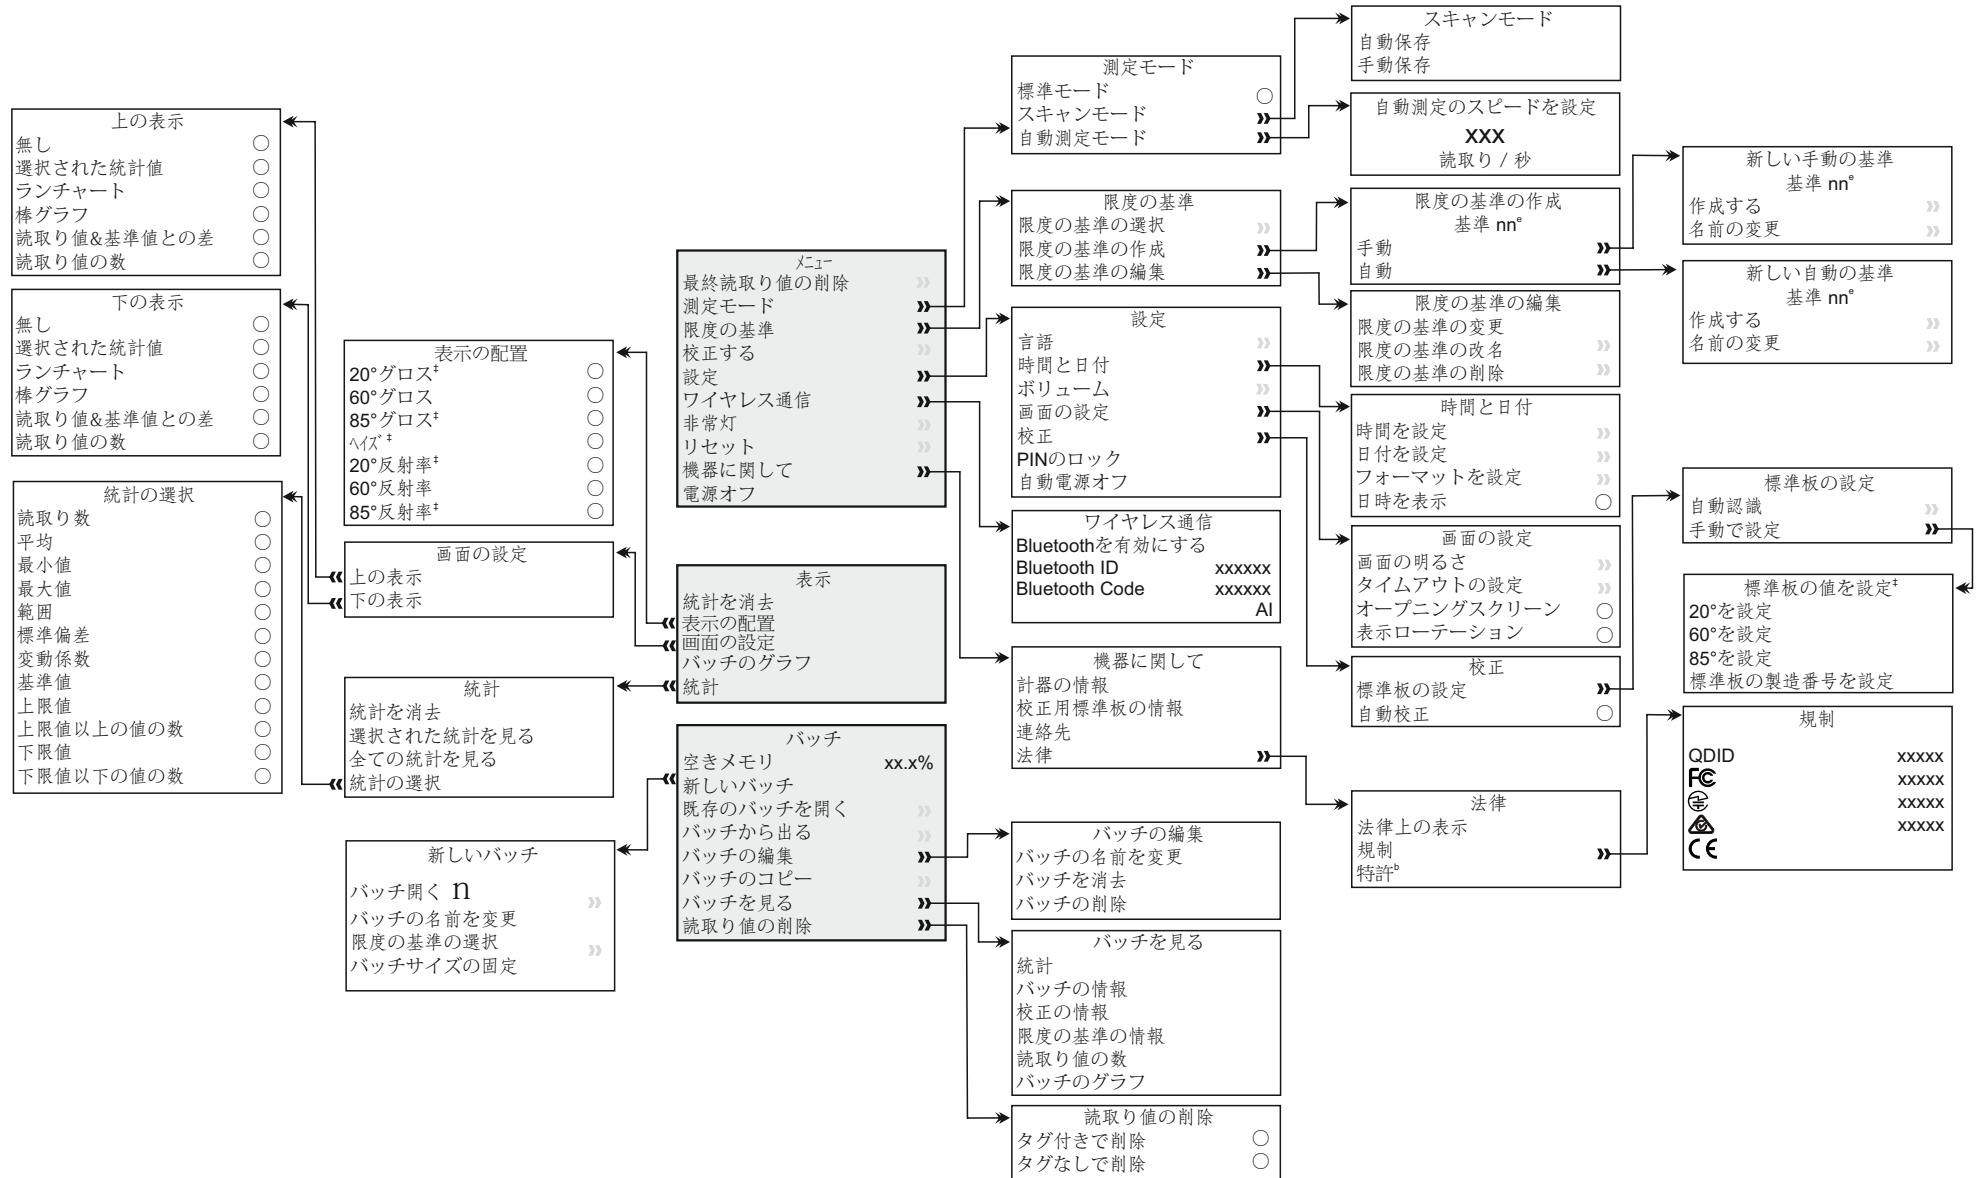 上の表示
無し
選択された統計値
ランチャート
棒グラフ
読取り値&基準値との差
読取り値の数
下の表示
無し
選択された統計値
ランチャート
棒グラフ
読取り値&基準値との差
読取り値の数
統計の選択
読取り数
平均
最小値
最大値
範囲
標準偏差
変動係数
基準値
上限値
上限値以上の値の数
下限値
下限値以下の値の数
表示の配置
20°グロス‡
60°グロス
85°グロス‡
ヘイズ‡
20°反射率‡
60°反射率
85°反射率‡
画面の設定
上の表示
下の表示
統計
統計を消去
選択された統計を見る
全ての統計を見る
統計の選択
新しいバッチ
バッチ開く n
バッチの名前を変更
限度の基準の選択
バッチサイズの固定
メニュー
最終読取り値の削除
測定モード
限度の基準
校正する
設定
ワイヤレス通信
非常灯
リセット
機器に関して
電源オフ
表示
統計を消去
表示の配置
画面の設定
バッチのグラフ
統計
バッチ
空きメモリ xx.x%
新しいバッチ
既存のバッチを開く
バッチから出る
バッチの編集
バッチのコピー
バッチを見る
読取り値の削除
測定モード
標準モード
スキャンモード
自動測定モード
限度の基準
限度の基準の選択
限度の基準の作成
限度の基準の編集
設定
言語
時間と日付
ボリューム
画面の設定
校正
PINのロック
自動電源オフ
ワイヤレス通信
Bluetoothを有効にする
Bluetooth ID xxxxxx
Bluetooth Code xxxxxx
AI
機器に関して
計器の情報
校正用標準板の情報
連絡先
法律
バッチの編集
バッチの名前を変更
バッチを消去
バッチの削除
バッチを見る
統計
バッチの情報
校正の情報
限度の基準の情報
読取り値の数
バッチのグラフ
読取り値の削除
タグ付きで削除
タグなしで削除
スキャンモード
自動保存
手動保存
自動測定のスピードを設定
XXX
読取り / 秒
限度の基準の作成
基準 nnᵉ
手動
自動
限度の基準の編集
限度の基準の変更
限度の基準の改名
限度の基準の削除
時間と日付
時間を設定
日付を設定
フォーマットを設定
日時を表示
画面の設定
画面の明るさ
タイムアウトの設定
オープニングスクリーン
表示ローテーション
校正
標準板の設定
自動校正
法律
法律上の表示
規制
特許ᵇ
新しい手動の基準
基準 nnᵉ
作成する
名前の変更
新しい自動の基準
基準 nnᵉ
作成する
名前の変更
標準板の設定
自動認識
手動で設定
標準板の値を設定‡
20°を設定
60°を設定
85°を設定
標準板の製造番号を設定
規制
QDID xxxxx
FC xxxxx
xxxxx
xxxxx
CE